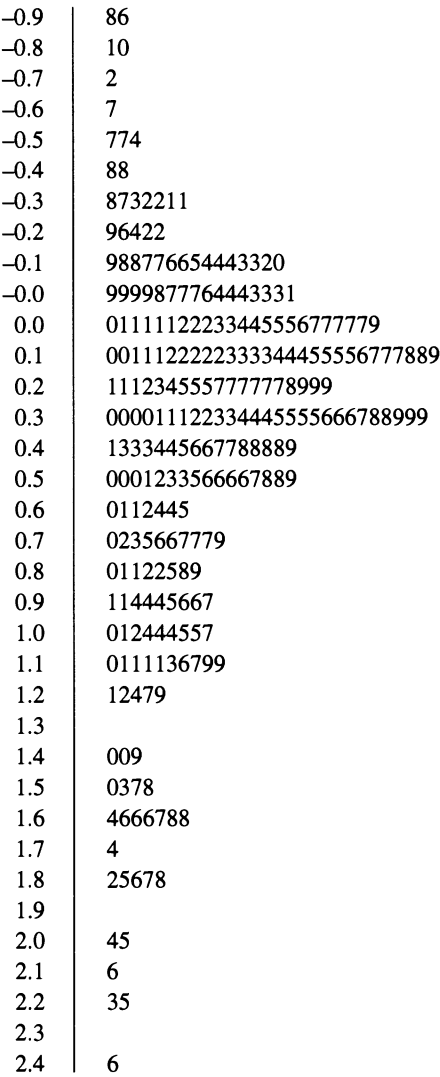 –0.9 | 86
–0.8 | 10
–0.7 | 2
–0.6 | 7
–0.5 | 774
–0.4 | 88
–0.3 | 8732211
–0.2 | 96422
–0.1 | 988776654443320
–0.0 | 9999877764443331
0.0 | 01111122233445556777779
0.1 | 00111222223333444455556777889
0.2 | 11123455577777789​99
0.3 | 0000111223344455555666788999
0.4 | 1333445667788889
0.5 | 0001233566667889
0.6 | 0112445
0.7 | 0235667779
0.8 | 01122589
0.9 | 114445667
1.0 | 012444557
1.1 | 0111136799
1.2 | 12479
1.3 |
1.4 | 009
1.5 | 0378
1.6 | 4666788
1.7 | 4
1.8 | 25678
1.9 |
2.0 | 45
2.1 | 6
2.2 | 35
2.3 |
2.4 | 6